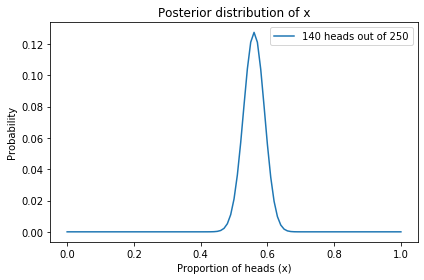 Posterior distribution of x
140 heads out of 250
Probability
0.12
0.10
0.08
0.06
0.04
0.02
0.00
0.0 0.2 0.4 0.6 0.8 1.0
Proportion of heads (x)